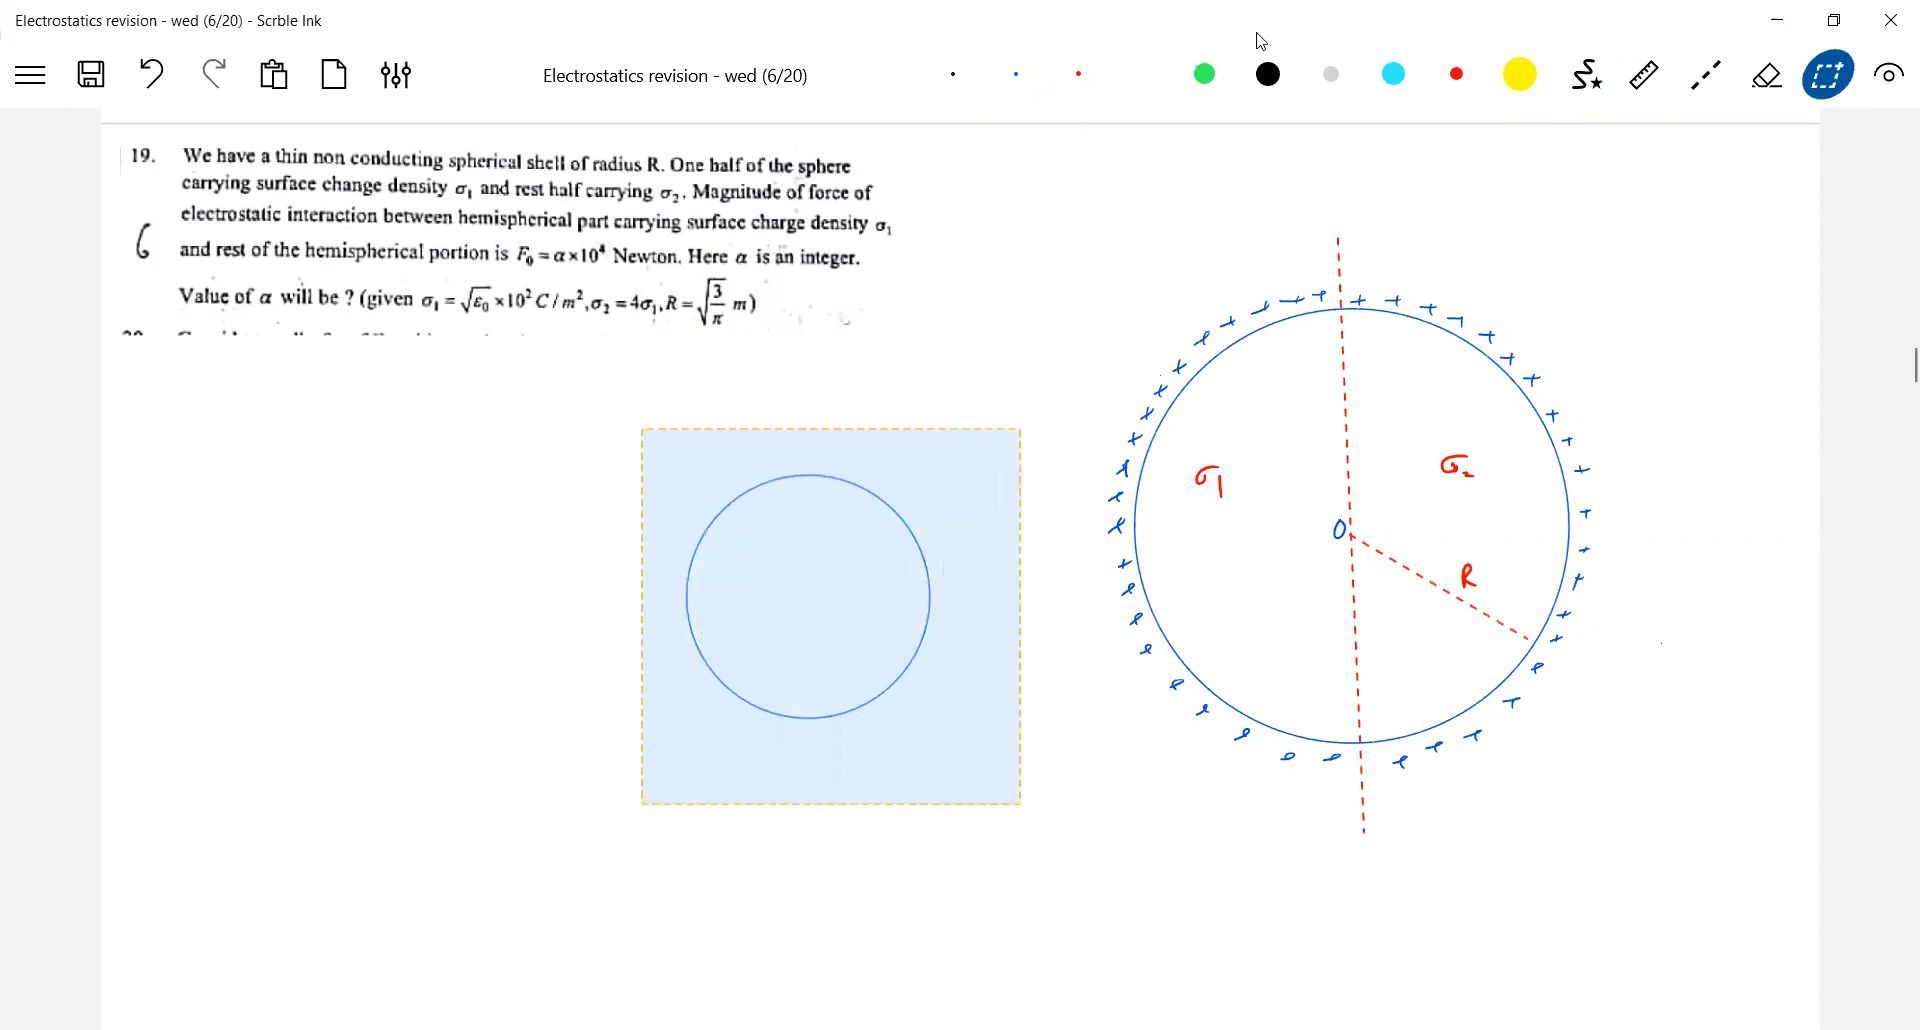 Electrostatics revision - wed (6/20) - Scrble Ink
Electrostatics revision - wed (6/20)
19. We have a thin non conducting spherical shell of radius R. One half of the sphere
carrying surface change density σ₁ and rest half carrying σ₂. Magnitude of force of
electrostatic interaction between hemispherical part carrying surface charge density σ₁
6
and rest of the hemispherical portion is F₀ = α×10⁴ Newton. Here α is an integer.
Value of α will be ? (given σ₁ = √ε₀ ×10² C / m², σ₂ = 4σ₁, R = √(3/π) m)
σ₁
σ₂
O
R